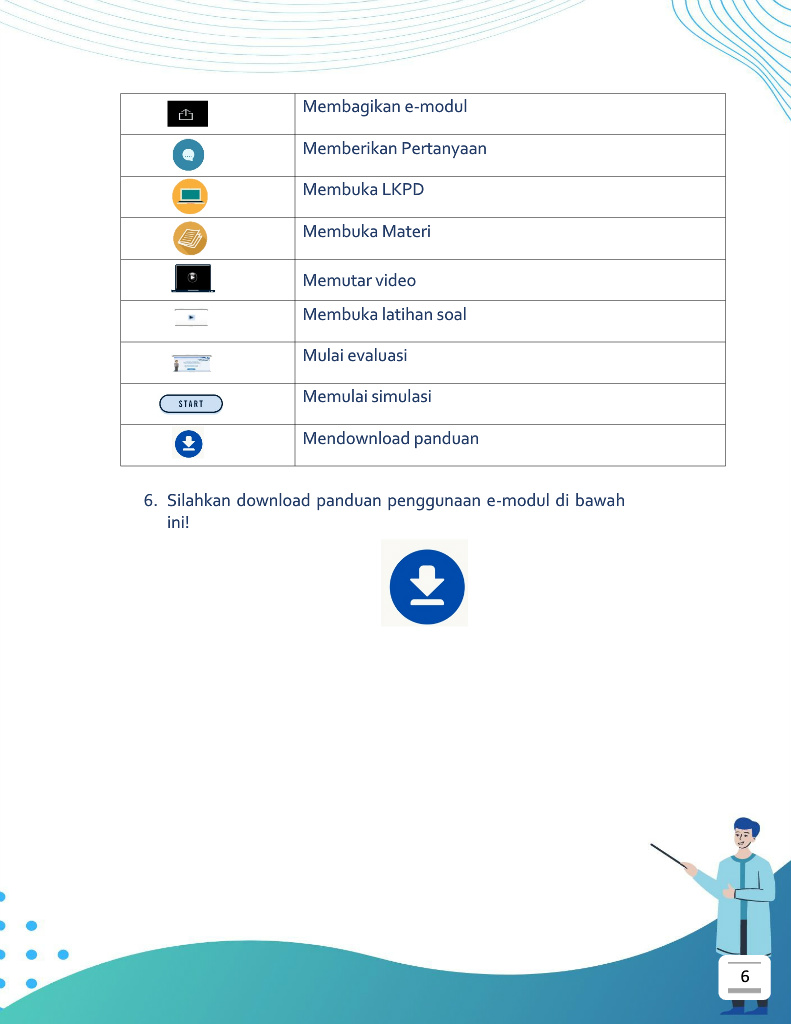 Membagikan e-modul
Memberikan Pertanyaan
Membuka LKPD
Membuka Materi
Memutar video
Membuka latihan soal
Mulai evaluasi
START
Memulai simulasi
Mendownload panduan
6. Silahkan download panduan penggunaan e-modul di bawah
ini!
6